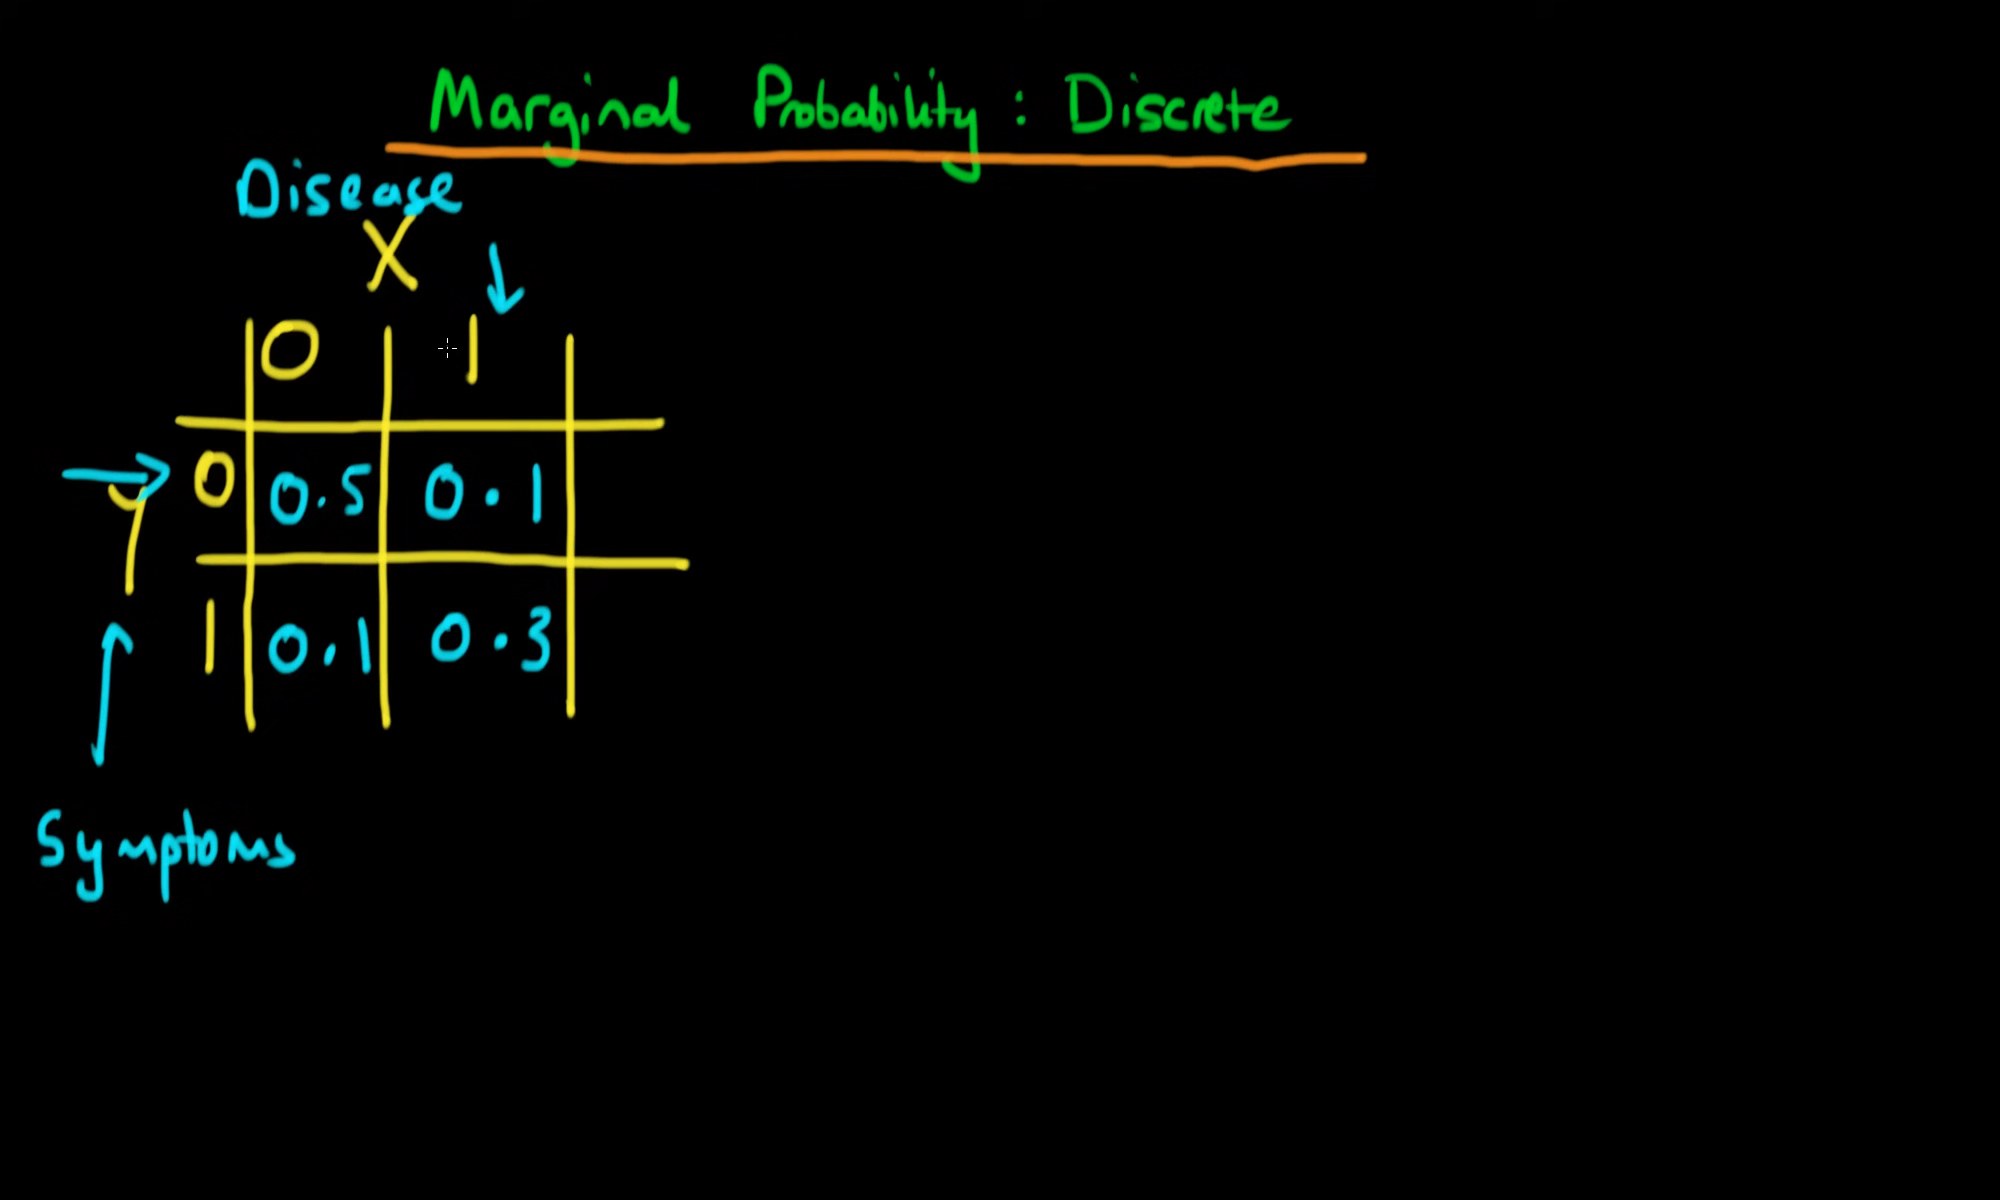 Marginal Probability : Discrete
Disease
X
0 1
0 0.5 0.1
y
1 0.1 0.3
Symptoms